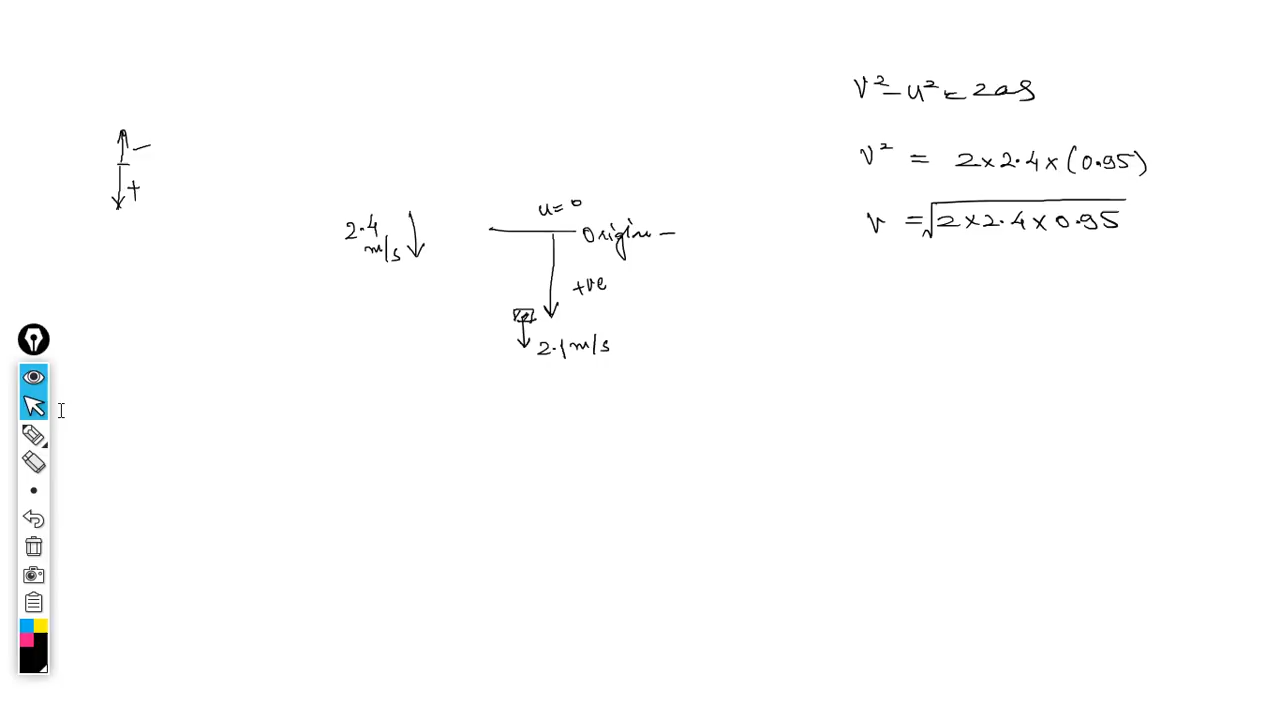 v² - u² = 2as
-
v² = 2×2.4×(0.95)
+
u=0
v = √2×2.4×0.95
2.4
m/s
Origin -
+ve
2.1m/s